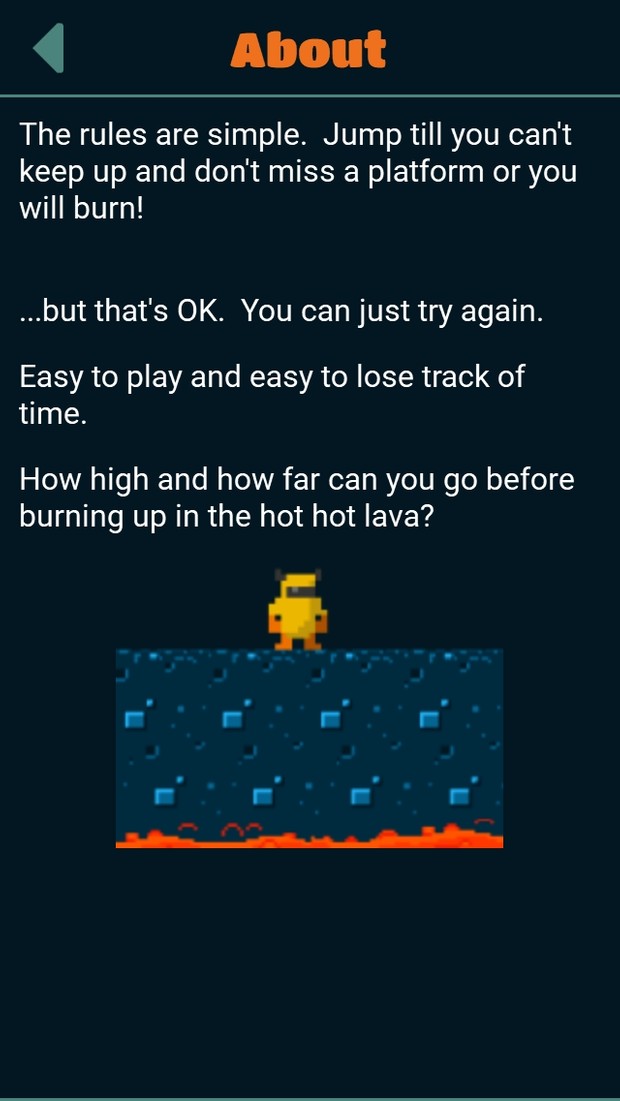 About
The rules are simple.  Jump till you can't
keep up and don't miss a platform or you
will burn!
...but that's OK.  You can just try again.
Easy to play and easy to lose track of
time.
How high and how far can you go before
burning up in the hot hot lava?